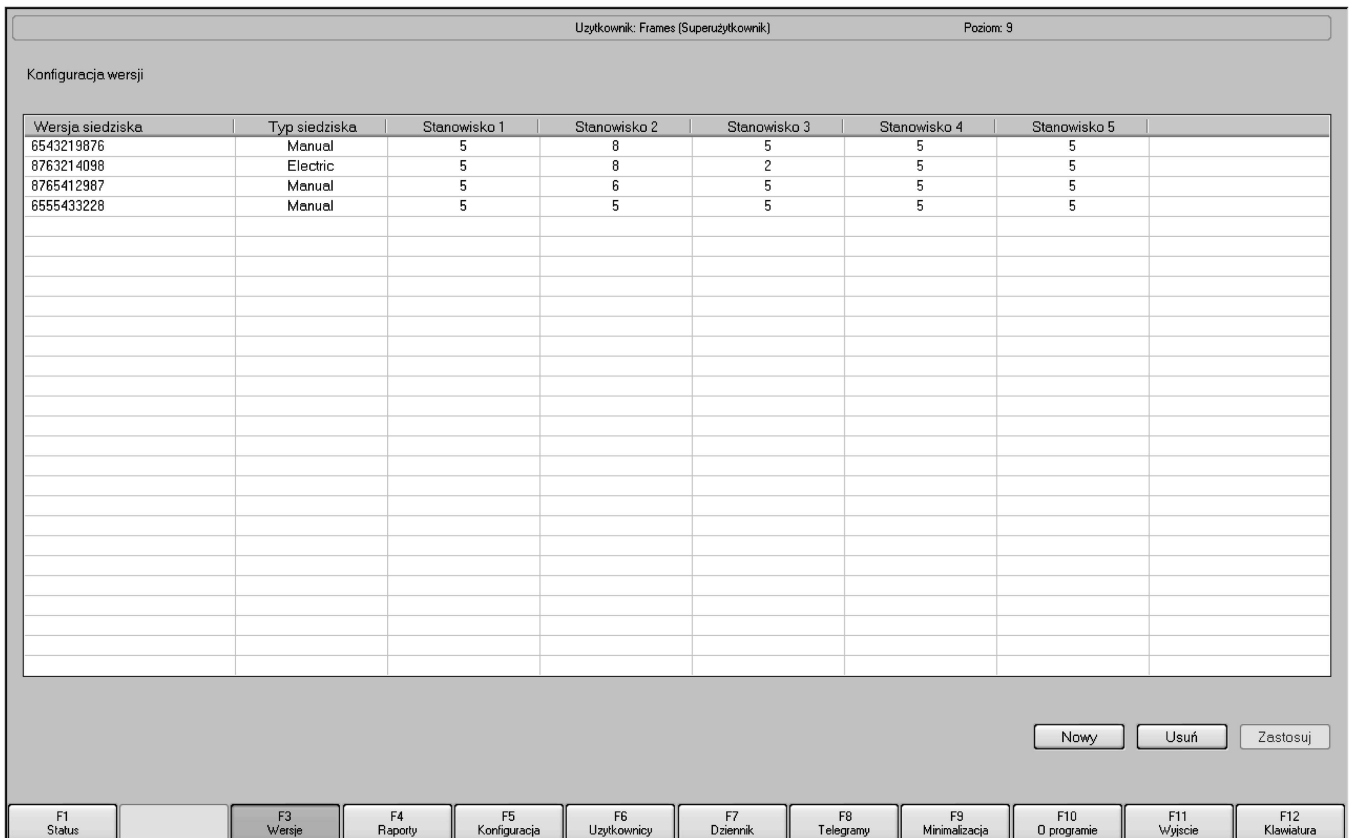 Uzytkownik: Frames (Superużytkownik) Poziom: 9
Konfiguracja wersji
Wersja siedziska Typ siedziska Stanowisko 1 Stanowisko 2 Stanowisko 3 Stanowisko 4 Stanowisko 5
6543219876 Manual 5 8 5 5 5
8763214098 Electric 5 8 2 5 5
8765412987 Manual 5 6 5 5 5
6555433228 Manual 5 5 5 5 5
Nowy Usuń Zastosuj
F1 F3 F4 F5 F6 F7 F8 F9 F10 F11 F12
Status Wersje Raporty Konfiguracja Uzytkownicy Dziennik Telegramy Minimalizacja O programie Wyjscie Klawiatura